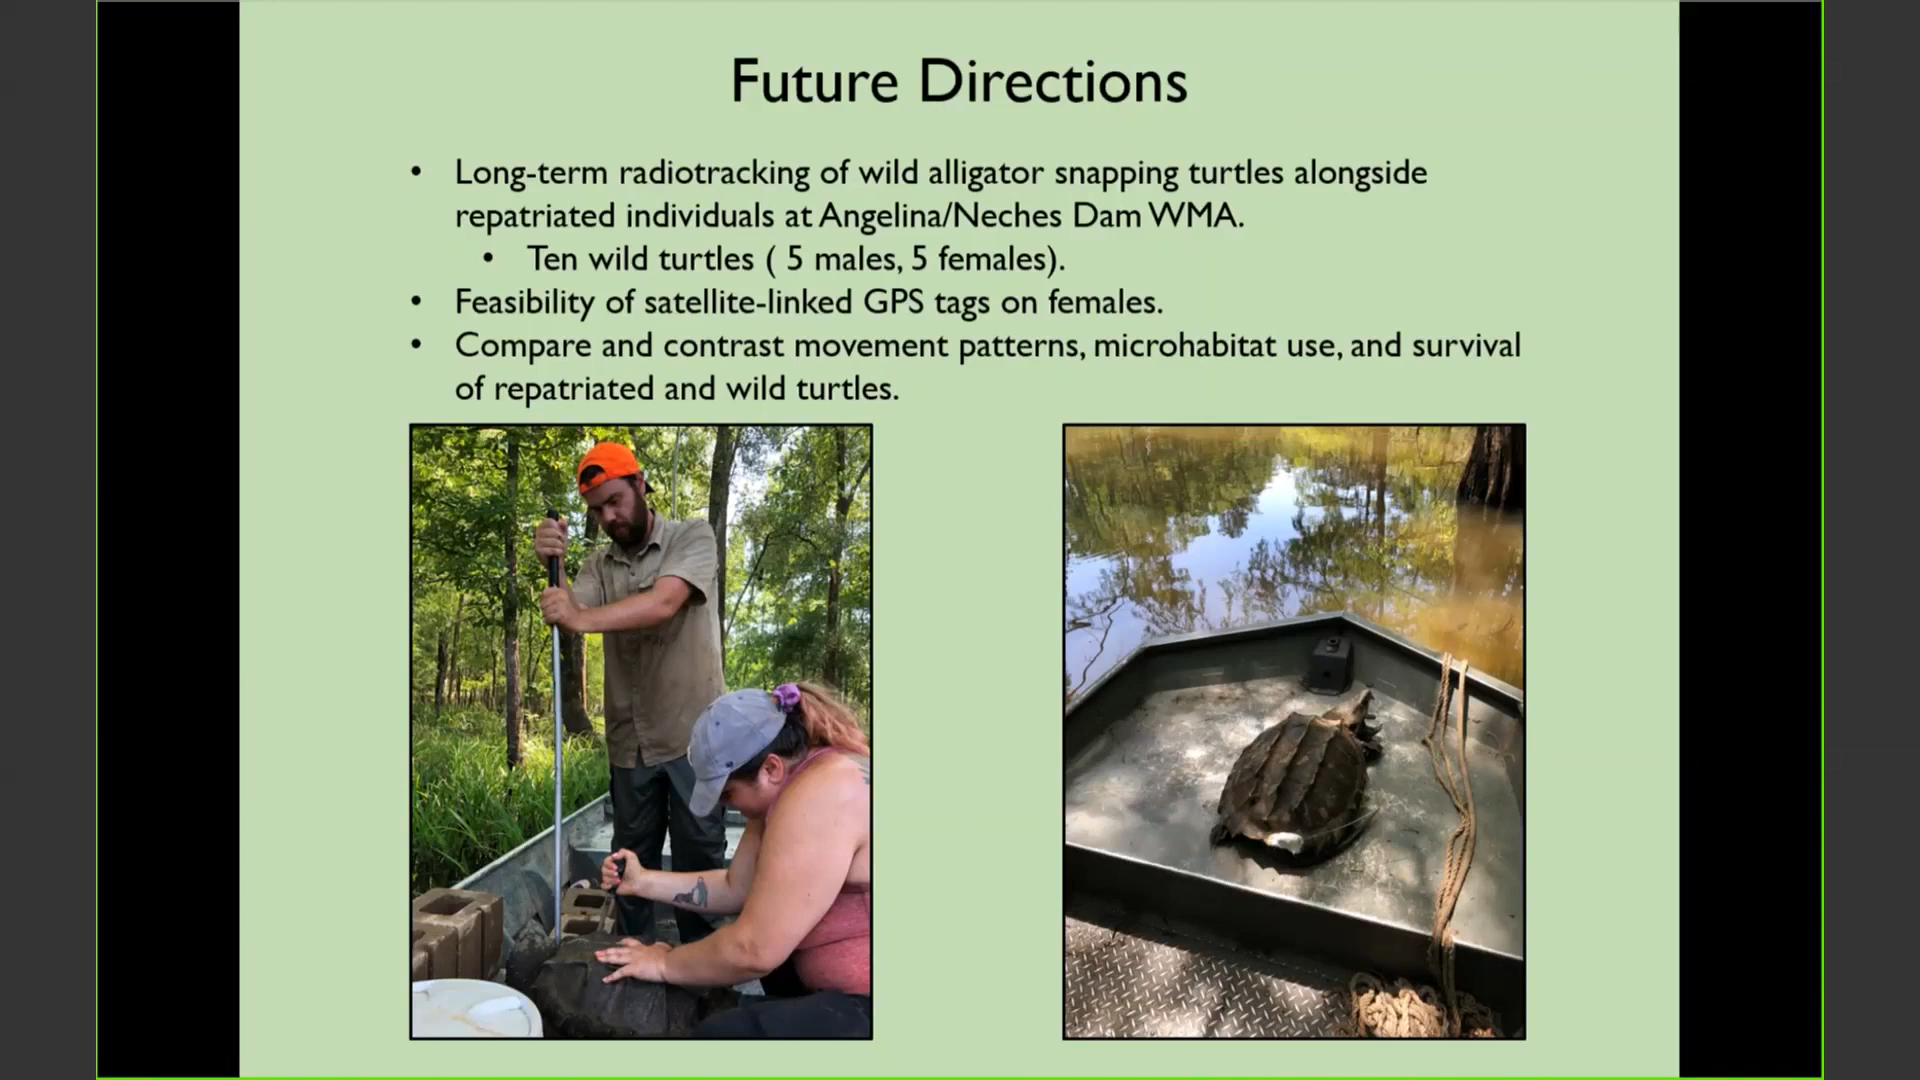 Future Directions
• Long-term radiotracking of wild alligator snapping turtles alongside
repatriated individuals at Angelina/Neches Dam WMA.
• Ten wild turtles ( 5 males, 5 females).
• Feasibility of satellite-linked GPS tags on females.
• Compare and contrast movement patterns, microhabitat use, and survival
of repatriated and wild turtles.